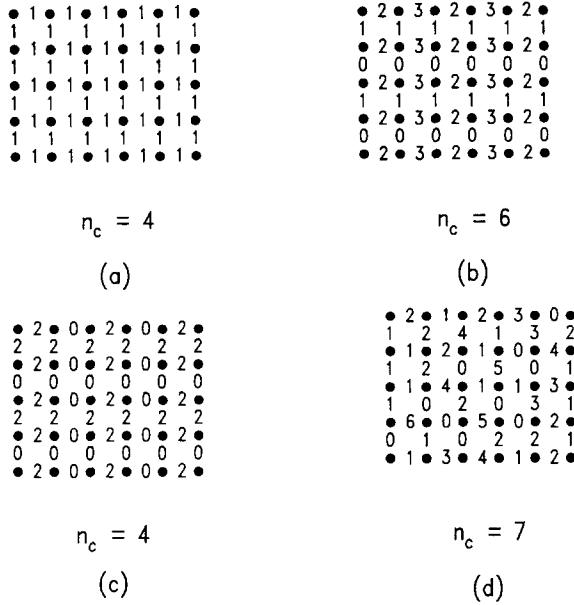 ● 1 ● 1 ● 1 ● 1 ● 1 ●
1 1 1 1 1 1
● 1 ● 1 ● 1 ● 1 ● 1 ●
1 1 1 1 1 1
● 1 ● 1 ● 1 ● 1 ● 1 ●
1 1 1 1 1 1
● 1 ● 1 ● 1 ● 1 ● 1 ●
1 1 1 1 1 1
● 1 ● 1 ● 1 ● 1 ● 1 ●
n_c = 4
(a)
● 2 ● 3 ● 2 ● 3 ● 2 ●
1 1 1 1 1 1
● 2 ● 3 ● 2 ● 3 ● 2 ●
0 0 0 0 0 0
● 2 ● 3 ● 2 ● 3 ● 2 ●
1 1 1 1 1 1
● 2 ● 3 ● 2 ● 3 ● 2 ●
0 0 0 0 0 0
● 2 ● 3 ● 2 ● 3 ● 2 ●
n_c = 6
(b)
● 2 ● 0 ● 2 ● 0 ● 2 ●
2 2 2 2 2 2
● 2 ● 0 ● 2 ● 0 ● 2 ●
0 0 0 0 0 0
● 2 ● 0 ● 2 ● 0 ● 2 ●
2 2 2 2 2 2
● 2 ● 0 ● 2 ● 0 ● 2 ●
0 0 0 0 0 0
● 2 ● 0 ● 2 ● 0 ● 2 ●
n_c = 4
(c)
● 2 ● 1 ● 2 ● 3 ● 0 ●
1 2 4 1 3 2
● 1 ● 2 ● 1 ● 0 ● 4 ●
1 2 0 5 0 1
● 1 ● 4 ● 1 ● 1 ● 3 ●
1 0 2 0 3 1
● 6 ● 0 ● 5 ● 0 ● 2 ●
0 1 0 2 2 1
● 1 ● 3 ● 4 ● 1 ● 2 ●
n_c = 7
(d)